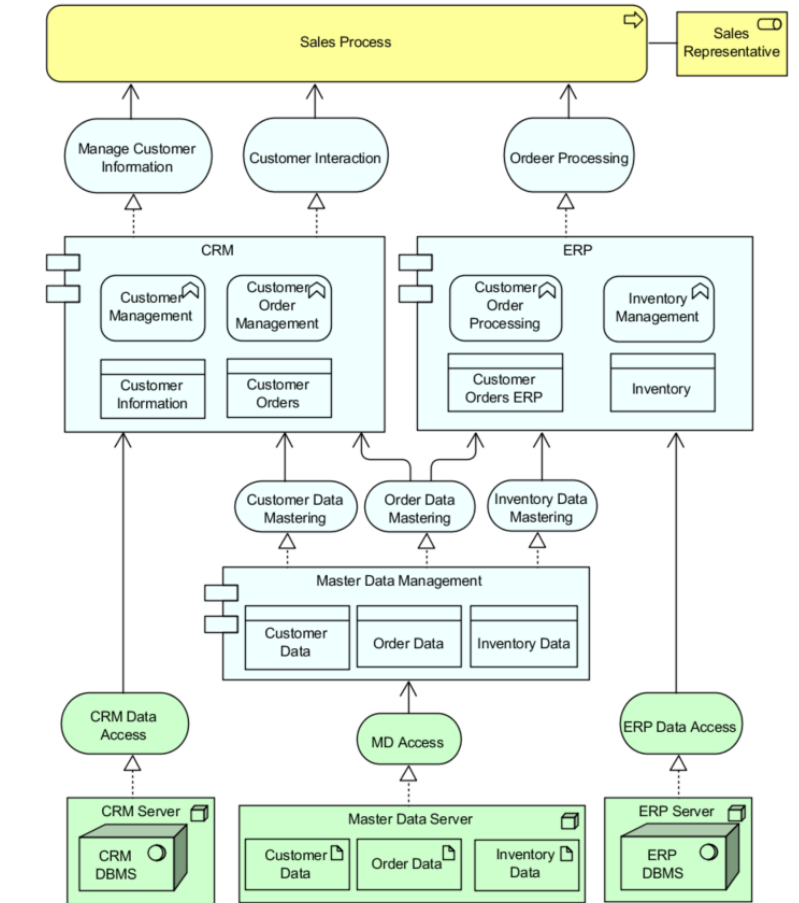 Sales Process
Sales
Representative
Manage Customer
Information
Customer Interaction
Ordeer Processing
CRM
ERP
Customer
Management
Customer
Order
Management
Customer
Order
Processing
Inventory
Management
Customer
Information
Customer
Orders
Customer
Orders ERP
Inventory
Customer Data
Mastering
Order Data
Mastering
Inventory Data
Mastering
Master Data Management
Customer
Data
Order Data
Inventory Data
CRM Data
Access
MD Access
ERP Data Access
CRM Server
CRM
DBMS
Master Data Server
Customer
Data
Order Data
Inventory
Data
ERP Server
ERP
DBMS